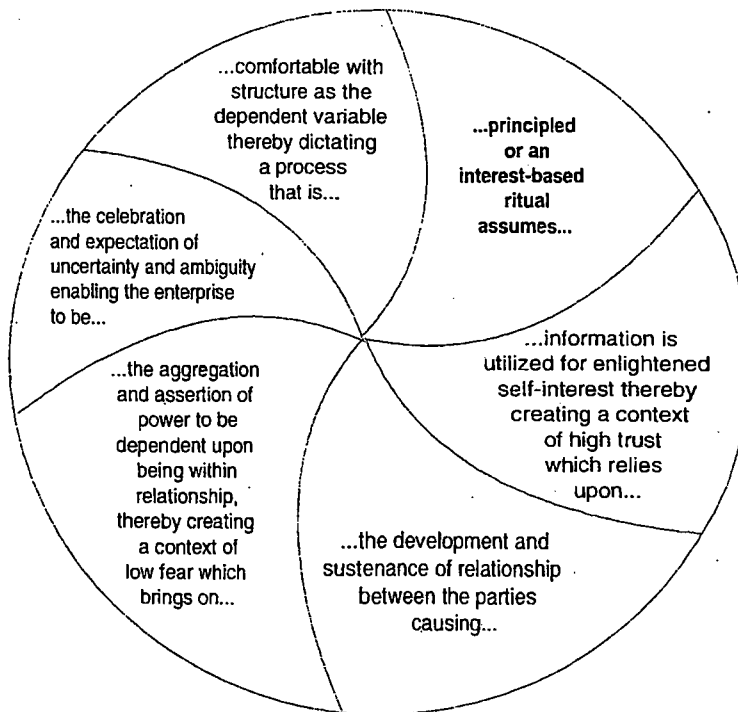 ...principled
or an
interest-based
ritual
assumes...
...information is
utilized for enlightened
self-interest thereby
creating a context
of high trust
which relies
upon...
...the development and
sustenance of relationship
between the parties
causing...
...the aggregation
and assertion of
power to be
dependent upon
being within
relationship,
thereby creating
a context of
low fear which
brings on...
...the celebration
and expectation of
uncertainty and ambiguity
enabling the enterprise
to be...
...comfortable with
structure as the
dependent variable
thereby dictating
a process
that is...